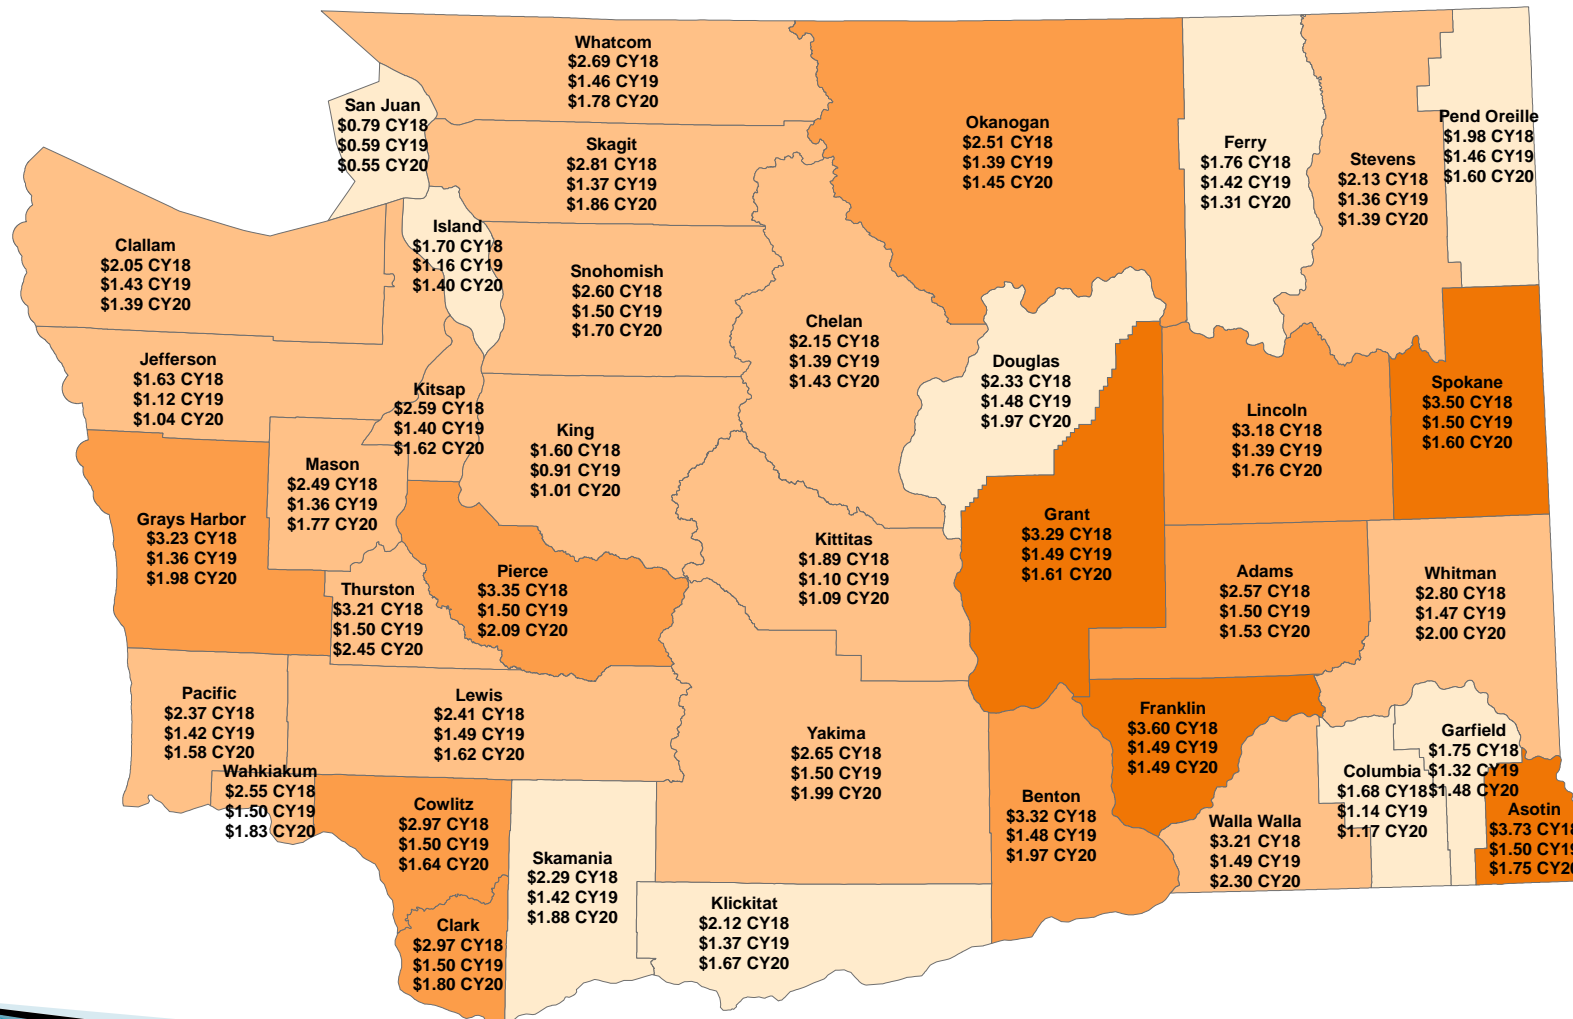 Whatcom
$2.69 CY18
$1.46 CY19
$1.78 CY20
San Juan
$0.79 CY18
$0.59 CY19
$0.55 CY20
Skagit
$2.81 CY18
$1.37 CY19
$1.86 CY20
Okanogan
$2.51 CY18
$1.39 CY19
$1.45 CY20
Ferry
$1.76 CY18
$1.42 CY19
$1.31 CY20
Stevens
$2.13 CY18
$1.36 CY19
$1.39 CY20
Pend Oreille
$1.98 CY18
$1.46 CY19
$1.60 CY20
Clallam
$2.05 CY18
$1.43 CY19
$1.39 CY20
Island
$1.70 CY18
$1.16 CY19
$1.40 CY20
Snohomish
$2.60 CY18
$1.50 CY19
$1.70 CY20
Chelan
$2.15 CY18
$1.39 CY19
$1.43 CY20
Douglas
$2.33 CY18
$1.48 CY19
$1.97 CY20
Jefferson
$1.63 CY18
$1.12 CY19
$1.04 CY20
Kitsap
$2.59 CY18
$1.40 CY19
$1.62 CY20
King
$1.60 CY18
$0.91 CY19
$1.01 CY20
Lincoln
$3.18 CY18
$1.39 CY19
$1.76 CY20
Spokane
$3.50 CY18
$1.50 CY19
$1.60 CY20
Mason
$2.49 CY18
$1.36 CY19
$1.77 CY20
Grays Harbor
$3.23 CY18
$1.36 CY19
$1.98 CY20
Thurston
$3.21 CY18
$1.50 CY19
$2.45 CY20
Pierce
$3.35 CY18
$1.50 CY19
$2.09 CY20
Kittitas
$1.89 CY18
$1.10 CY19
$1.09 CY20
Grant
$3.29 CY18
$1.49 CY19
$1.61 CY20
Adams
$2.57 CY18
$1.50 CY19
$1.53 CY20
Whitman
$2.80 CY18
$1.47 CY19
$2.00 CY20
Pacific
$2.37 CY18
$1.42 CY19
$1.58 CY20
Lewis
$2.41 CY18
$1.49 CY19
$1.62 CY20
Yakima
$2.65 CY18
$1.50 CY19
$1.99 CY20
Franklin
$3.60 CY18
$1.49 CY19
$1.49 CY20
Garfield
$1.75 CY18
$1.32 CY19
$1.48 CY20
Wahkiakum
$2.55 CY18
$1.50 CY19
$1.83 CY20
Cowlitz
$2.97 CY18
$1.50 CY19
$1.64 CY20
Columbia
$1.68 CY18
$1.14 CY19
$1.17 CY20
Benton
$3.32 CY18
$1.48 CY19
$1.97 CY20
Walla Walla
$3.21 CY18
$1.49 CY19
$2.30 CY20
Asotin
$3.73 CY18
$1.50 CY19
$1.75 CY20
Skamania
$2.29 CY18
$1.42 CY19
$1.88 CY20
Klickitat
$2.12 CY18
$1.37 CY19
$1.67 CY20
Clark
$2.97 CY18
$1.50 CY19
$1.80 CY20